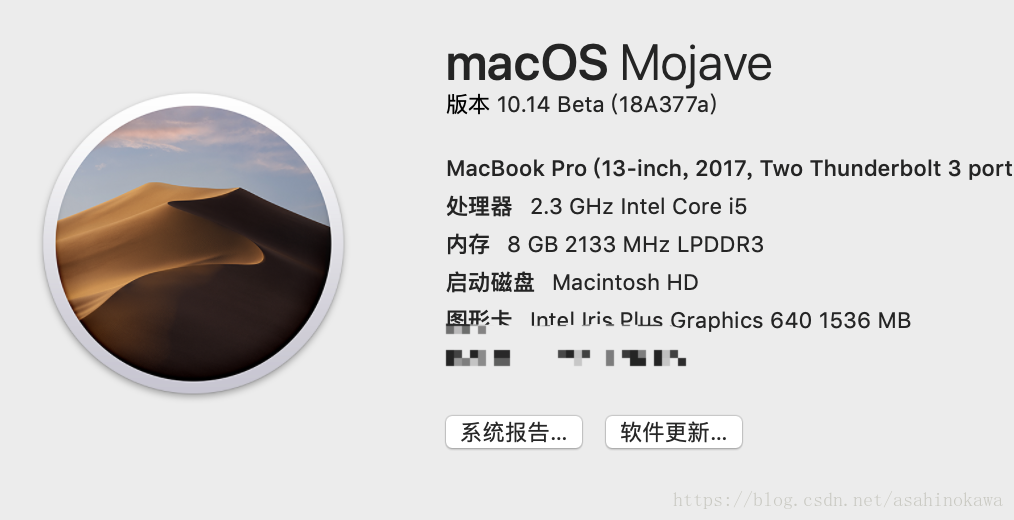 macOS Mojave
版本 10.14 Beta (18A377a)
MacBook Pro (13-inch, 2017, Two Thunderbolt 3 port
处理器 2.3 GHz Intel Core i5
内存 8 GB 2133 MHz LPDDR3
启动磁盘 Macintosh HD
图形卡 Intel Iris Plus Graphics 640 1536 MB
系统报告... 软件更新...
https://blog.csdn.net/asahinokawa